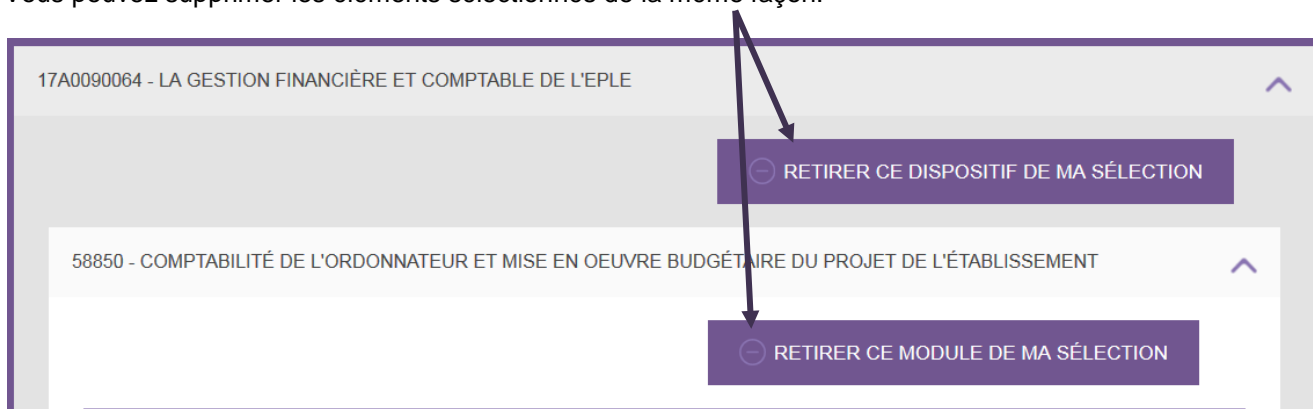 Vous pouvez supprimer les éléments sélectionnés de la même façon.
17A0090064 - LA GESTION FINANCIÈRE ET COMPTABLE DE L'EPLE
RETIRER CE DISPOSITIF DE MA SÉLECTION
58850 - COMPTABILITÉ DE L'ORDONNATEUR ET MISE EN OEUVRE BUDGÉTAIRE DU PROJET DE L'ÉTABLISSEMENT
RETIRER CE MODULE DE MA SÉLECTION